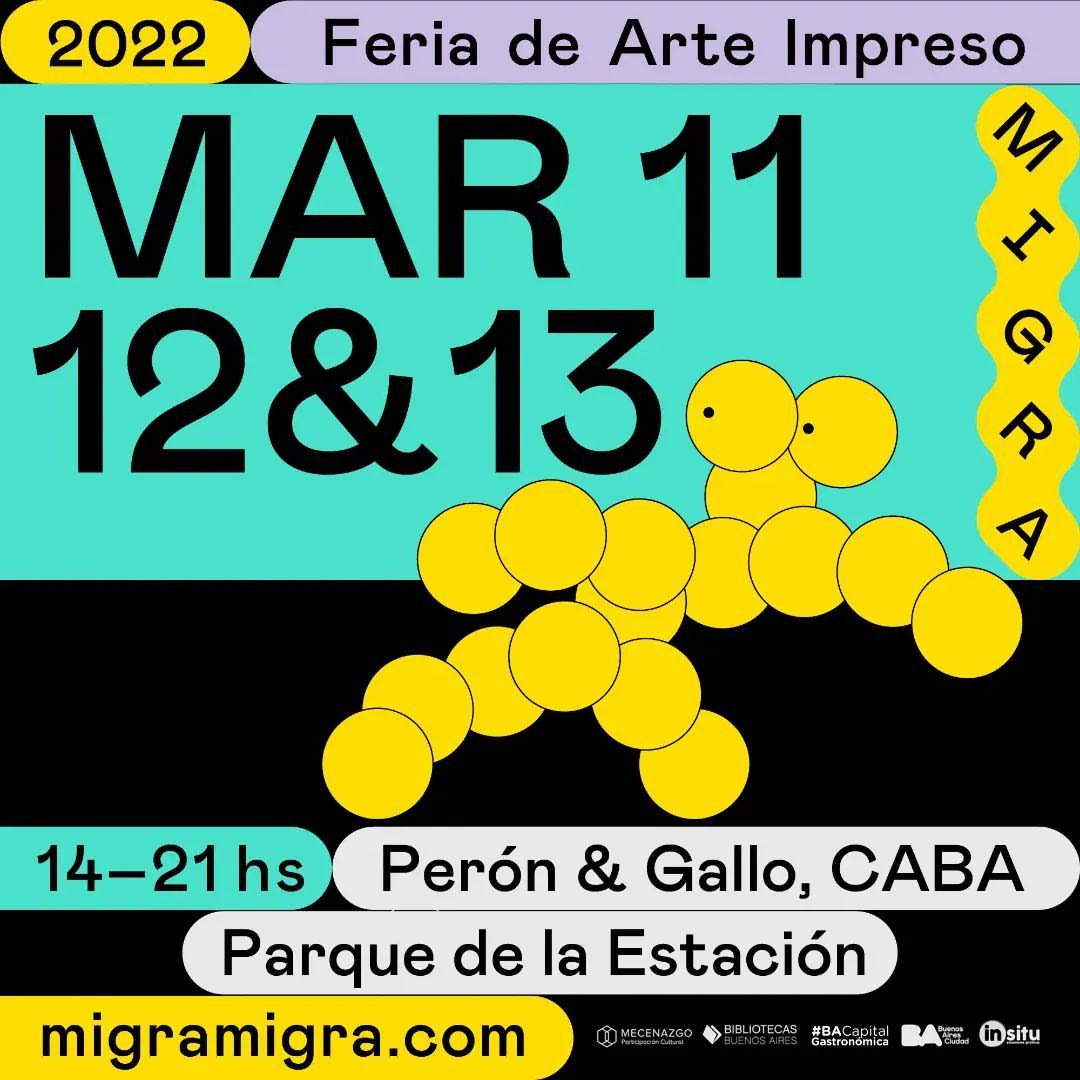 2022
Feria de Arte Impreso
MAR 11
12&13
MIGRA
14–21 hs
Perón & Gallo, CABA
Parque de la Estación
migramigra.com
MECENAZGO
Participación Cultural
BIBLIOTECAS
BUENOS AIRES
#BACapital
Gastronómica
BA
Buenos
Aires
Ciudad
insitu